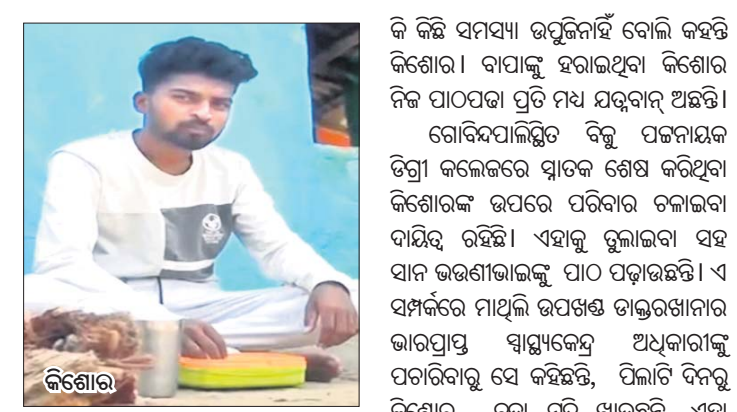 କି କିଛି ସମସ୍ୟା ଉପୁଜିନାହିଁ ବୋଲି କହନ୍ତି
କିଶୋର। ବାପାଙ୍କୁ ହରାଇଥିବା କିଶୋର
ନିଜ ପାଠପଢା ପ୍ରତି ମଧ୍ୟ ଯତ୍ନବାନ୍ ଅଛନ୍ତି।
ଗୋବିନ୍ଦପାଲିସ୍ଥିତ ବିଜୁ ପଟ୍ଟନାୟକ
ଡିଗ୍ରୀ କଲେଜରେ ସ୍ନାତକ ଶେଷ କରିଥିବା
କିଶୋରଙ୍କ ଉପରେ ପରିବାର ଚଳାଇବା
ଦାୟିତ୍ୱ ରହିଛି। ଏହାକୁ ତୁଲାଇବା ସହ
ସାନ ଭଉଣୀଭାଇଙ୍କୁ ପାଠ ପଢ଼ାଉଛନ୍ତି। ଏ
ସମ୍ପର୍କରେ ମାଥିଲି ଉପଖଣ୍ଡ ଡାକ୍ତରଖାନାର
ଭାରପ୍ରାପ୍ତ ସ୍ୱାସ୍ଥ୍ୟକେନ୍ଦ୍ର ଅଧିକାରୀଙ୍କୁ
ପଚାରିବାରୁ ସେ କହିଛନ୍ତି, ପିଲାଟି ଦିନରୁ
କିଶୋର